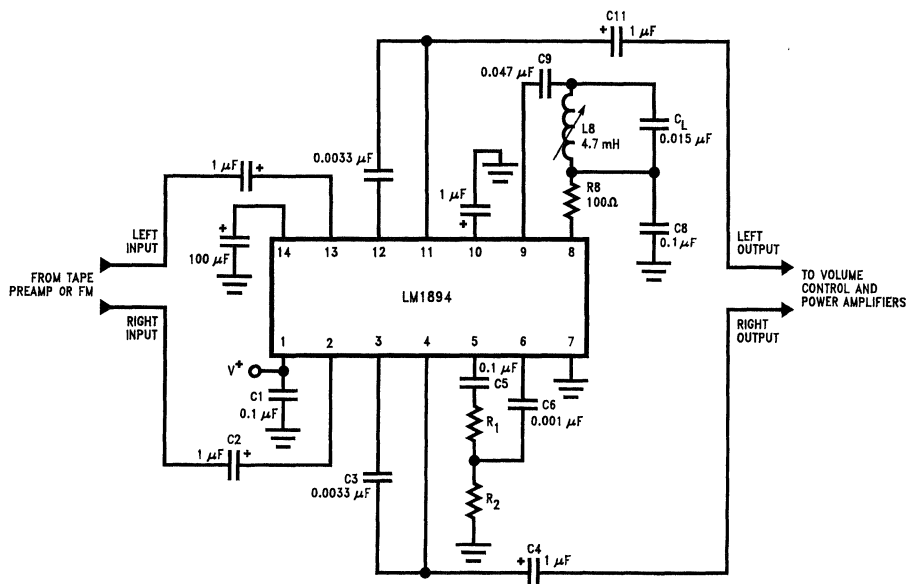 C11
+ 1 μF
C9
0.047 μF
L8
4.7 mH
C_L
0.015 μF
0.0033 μF
1 μF +
1 μF
+
R8
100Ω
C8
0.1 μF
+
100 μF
LEFT
INPUT
14 13 12 11 10 9 8
LEFT
OUTPUT
FROM TAPE
PREAMP OR FM
LM1894
TO VOLUME
CONTROL AND
POWER AMPLIFIERS
RIGHT
INPUT
RIGHT
OUTPUT
1 2 3 4 5 6 7
V+
C1
0.1 μF
0.1 μF
C5
C6
0.001 μF
R1
C2
1 μF +
C3
0.0033 μF
R2
C4
+ 1 μF